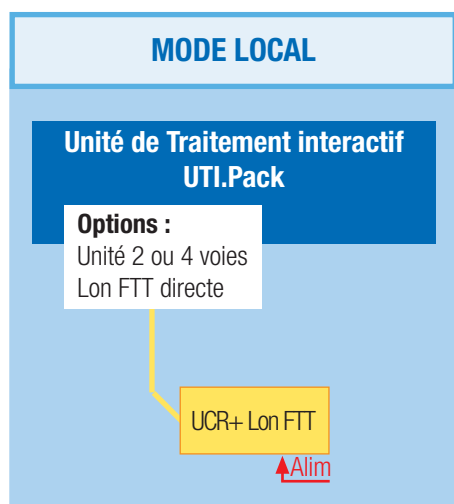 MODE LOCAL
Unité de Traitement interactif
UTI.Pack
Options :
Unité 2 ou 4 voies
Lon FTT directe
UCR+ Lon FTT
Alim